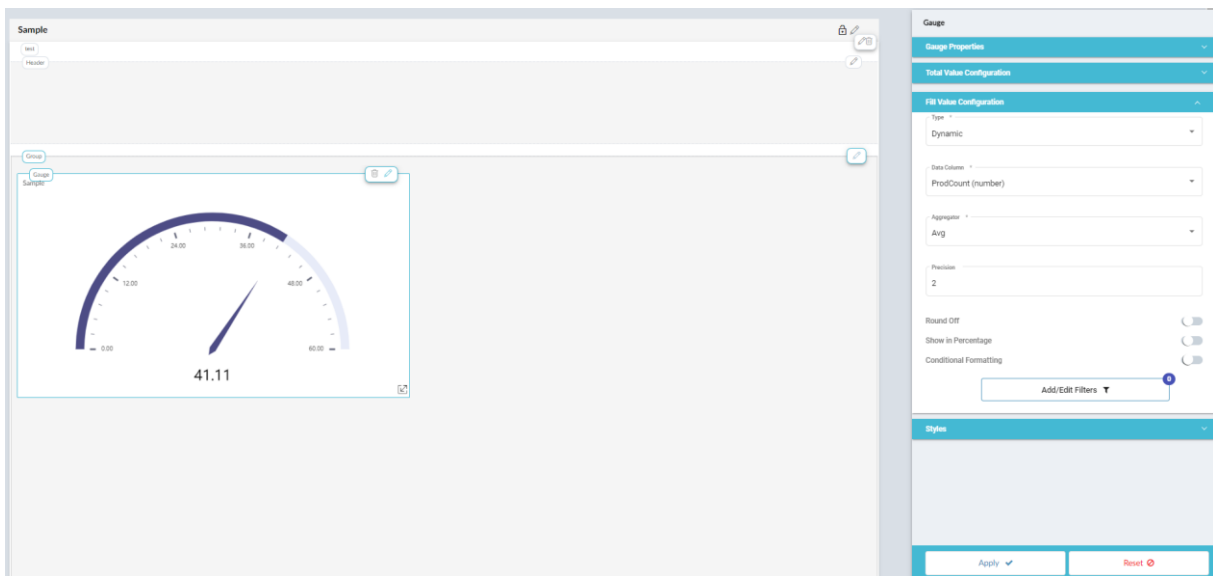 Sample
test
Header
Group
Gauge
Sample
0.00
12.00
24.00
36.00
48.00
60.00
41.11
Gauge
Gauge Properties
Total Value Configuration
Fill Value Configuration
Type *
Dynamic
Data Column *
ProdCount (number)
Aggregator *
Avg
Precision
2
Round Off
Show in Percentage
Conditional Formatting
0
Add/Edit Filters
Styles
Apply
Reset